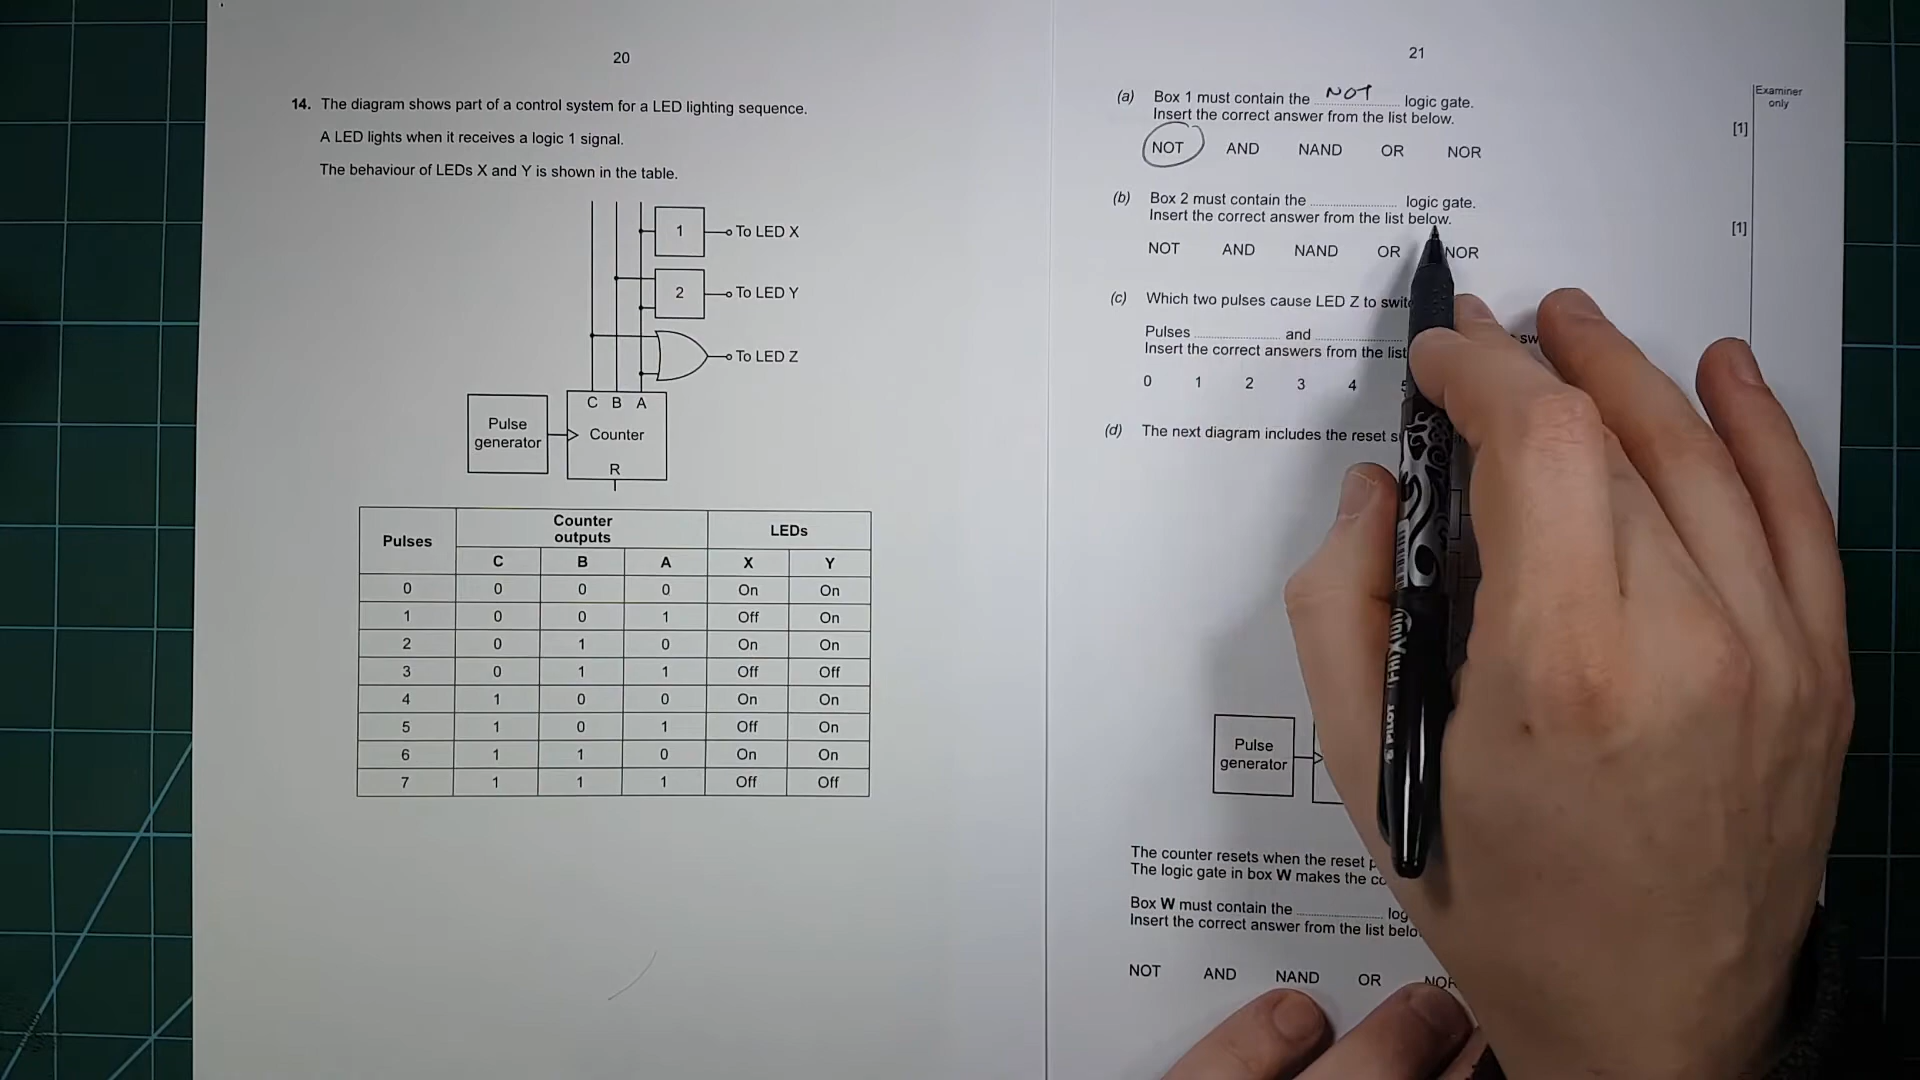 20
14. The diagram shows part of a control system for a LED lighting sequence.
A LED lights when it receives a logic 1 signal.
The behaviour of LEDs X and Y is shown in the table.
1 To LED X
2 To LED Y
To LED Z
C B A
Pulse generator
Counter
R
Pulses Counter outputs LEDs
C B A X Y
0 0 0 0 On On
1 0 0 1 Off On
2 0 1 0 On On
3 0 1 1 Off Off
4 1 0 0 On On
5 1 0 1 Off On
6 1 1 0 On On
7 1 1 1 Off Off
21
Examiner only
(a) Box 1 must contain the NOT logic gate.
Insert the correct answer from the list below.
[1]
NOT AND NAND OR NOR
(b) Box 2 must contain the logic gate.
Insert the correct answer from the list below.
[1]
NOT AND NAND OR NOR
(c) Which two pulses cause LED Z to
Pulses and
Insert the correct answers from the list
0 1 2 3 4
(d) The next diagram includes the reset
Pulse generator
The counter resets when the reset
The logic gate in box W makes the
Box W must contain the
Insert the correct answer from the list
NOT AND NAND OR NOR
PILOT FRIXION